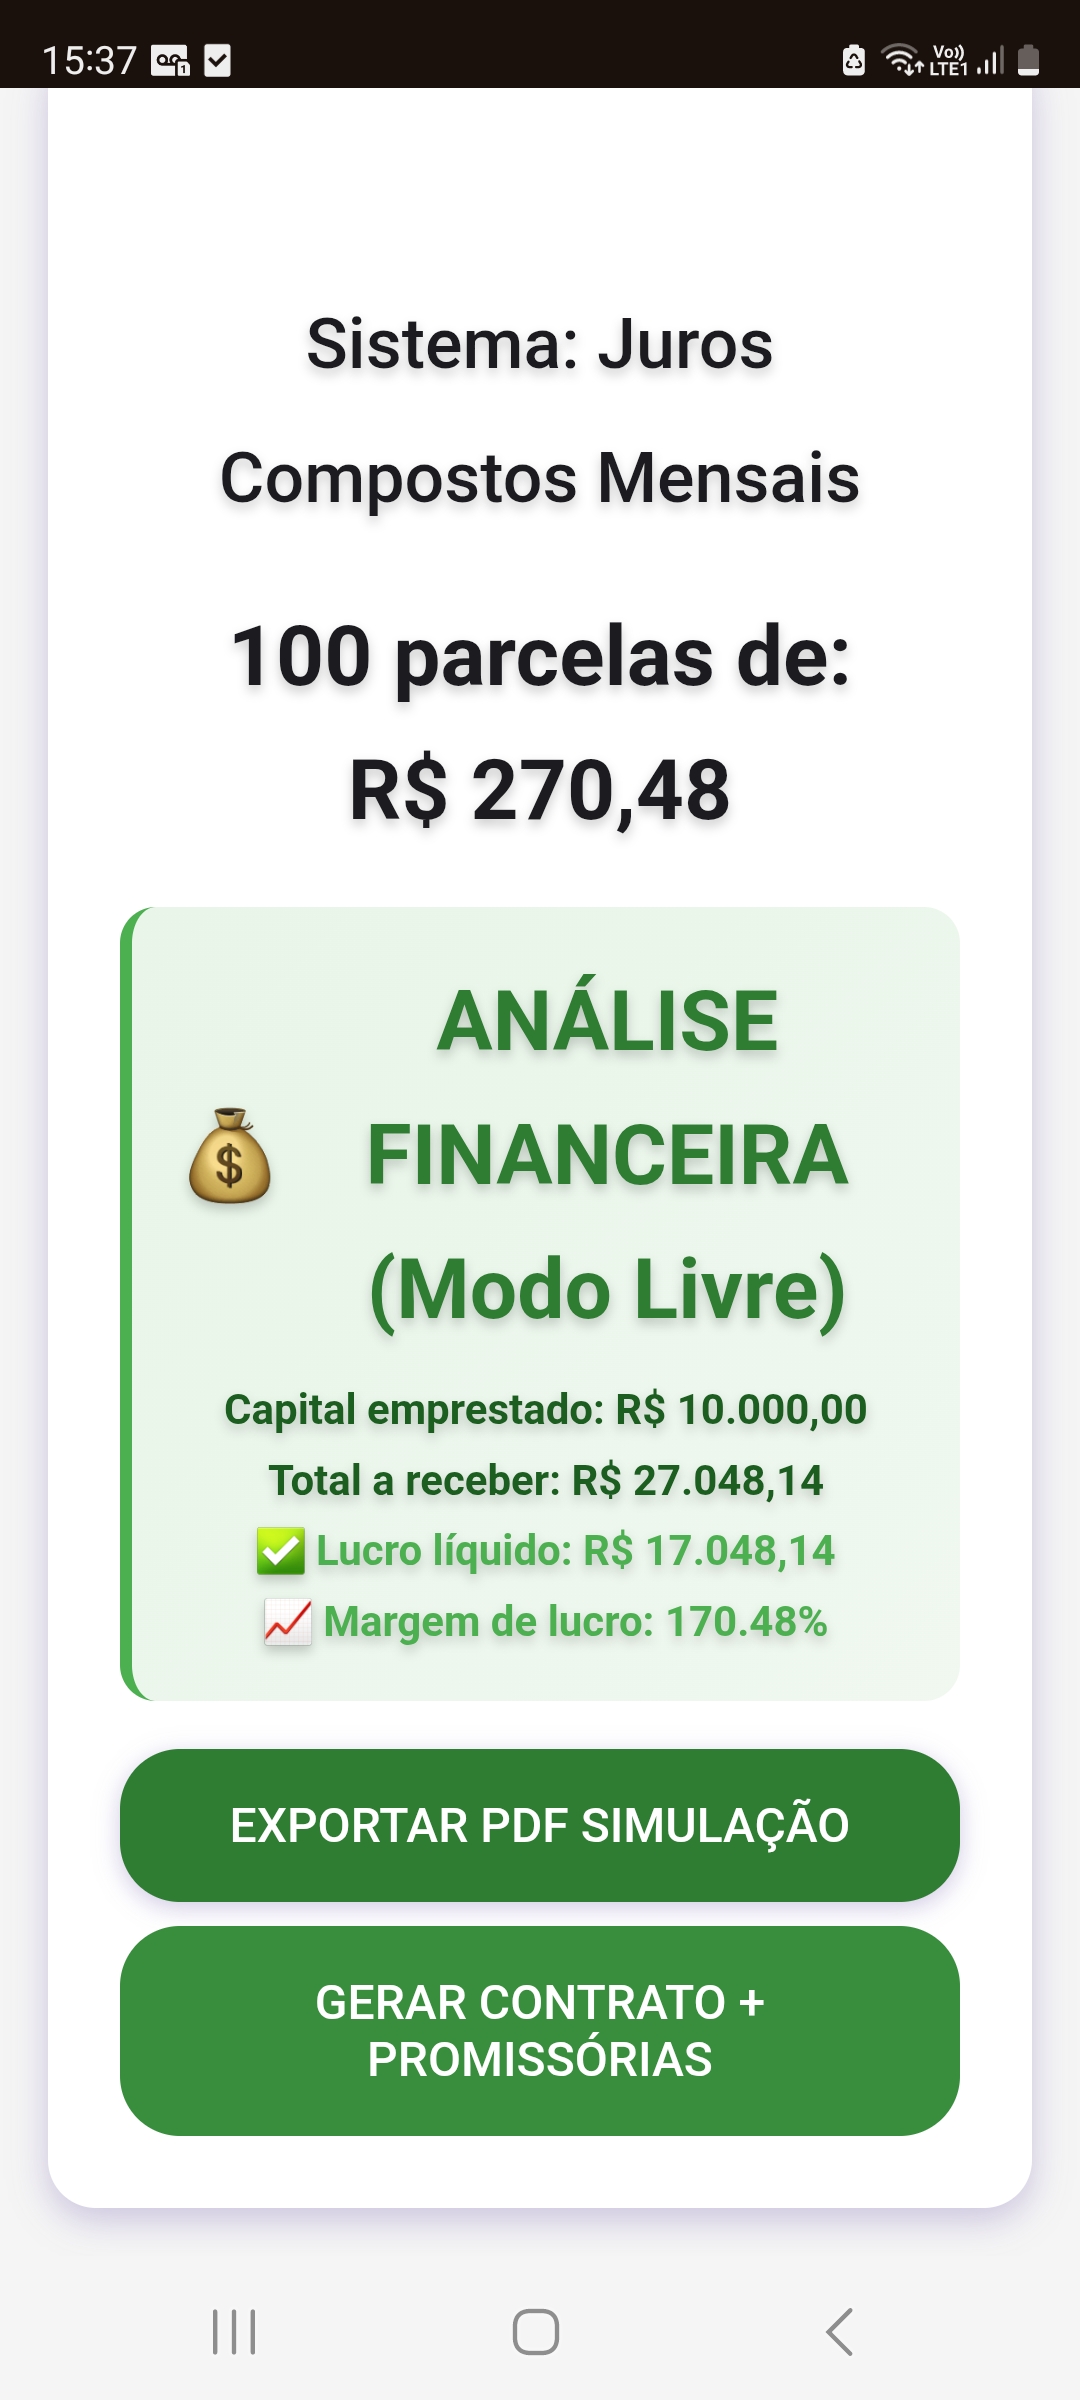 15:37
Vo))
LTE1
Sistema: Juros
Compostos Mensais
100 parcelas de:
R$ 270,48
ANÁLISE
FINANCEIRA
(Modo Livre)
Capital emprestado: R$ 10.000,00
Total a receber: R$ 27.048,14
✅ Lucro líquido: R$ 17.048,14
📈 Margem de lucro: 170.48%
EXPORTAR PDF SIMULAÇÃO
GERAR CONTRATO +
PROMISSÓRIAS